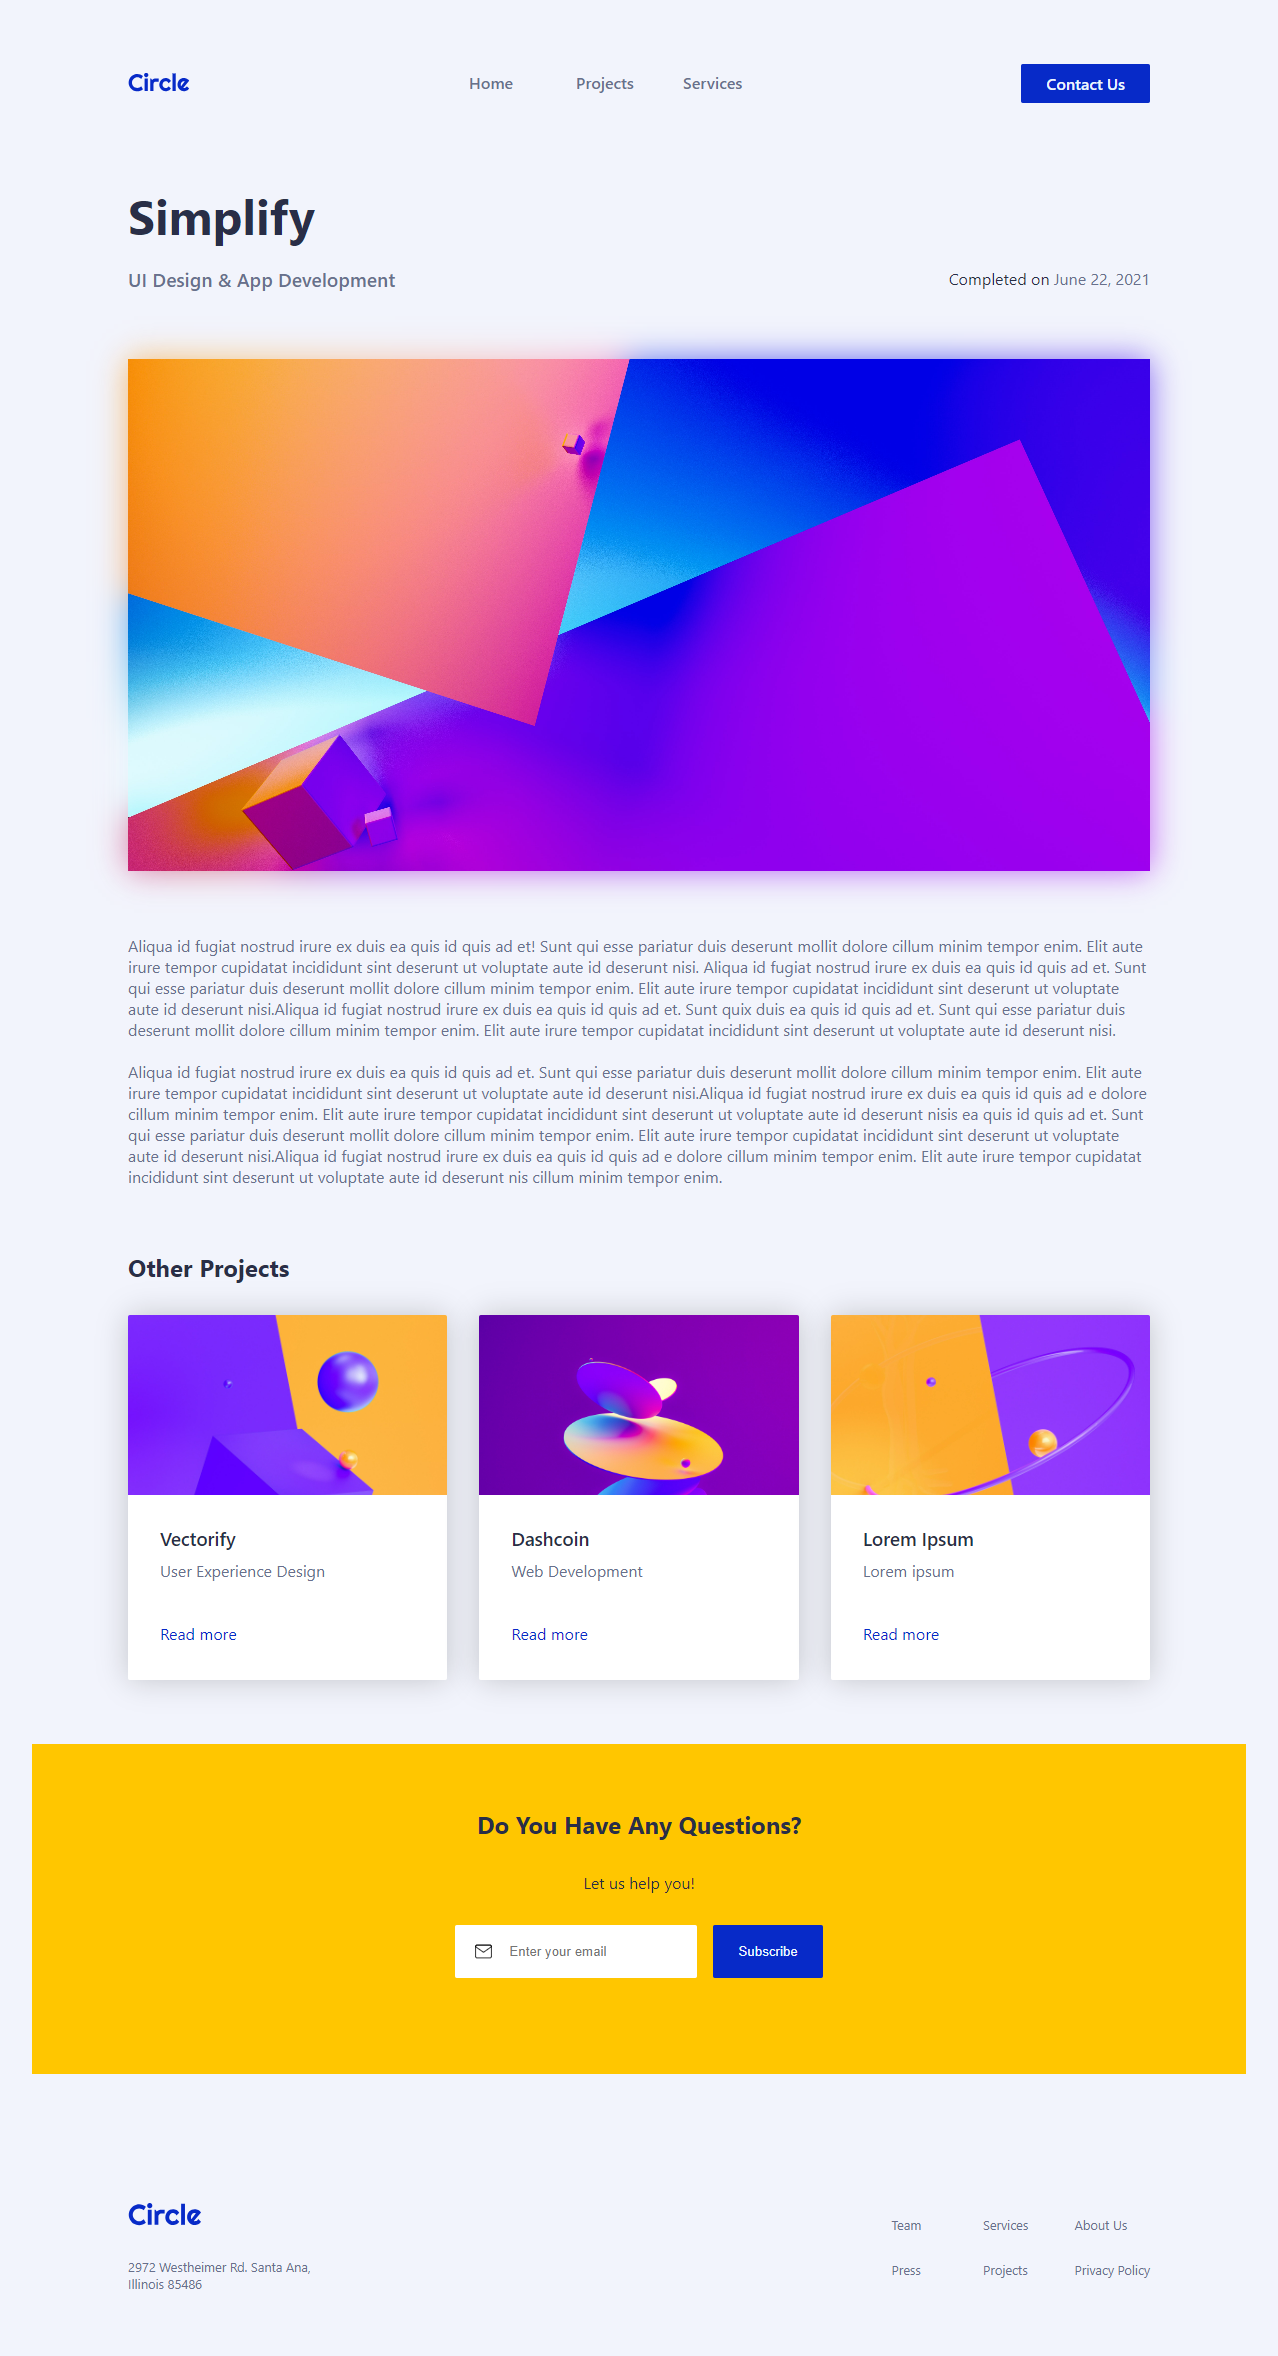 Circle
Home Projects Services
Contact Us
Simplify
UI Design & App Development
Completed on June 22, 2021
Aliqua id fugiat nostrud irure ex duis ea quis id quis ad et! Sunt qui esse pariatur duis deserunt mollit dolore cillum minim tempor enim. Elit aute
irure tempor cupidatat incididunt sint deserunt ut voluptate aute id deserunt nisi. Aliqua id fugiat nostrud irure ex duis ea quis id quis ad et. Sunt
qui esse pariatur duis deserunt mollit dolore cillum minim tempor enim. Elit aute irure tempor cupidatat incididunt sint deserunt ut voluptate
aute id deserunt nisi.Aliqua id fugiat nostrud irure ex duis ea quis id quis ad et. Sunt quix duis ea quis id quis ad et. Sunt qui esse pariatur duis
deserunt mollit dolore cillum minim tempor enim. Elit aute irure tempor cupidatat incididunt sint deserunt ut voluptate aute id deserunt nisi.
Aliqua id fugiat nostrud irure ex duis ea quis id quis ad et. Sunt qui esse pariatur duis deserunt mollit dolore cillum minim tempor enim. Elit aute
irure tempor cupidatat incididunt sint deserunt ut voluptate aute id deserunt nisi.Aliqua id fugiat nostrud irure ex duis ea quis id quis ad e dolore
cillum minim tempor enim. Elit aute irure tempor cupidatat incididunt sint deserunt ut voluptate aute id deserunt nisis ea quis id quis ad et. Sunt
qui esse pariatur duis deserunt mollit dolore cillum minim tempor enim. Elit aute irure tempor cupidatat incididunt sint deserunt ut voluptate
aute id deserunt nisi.Aliqua id fugiat nostrud irure ex duis ea quis id quis ad e dolore cillum minim tempor enim. Elit aute irure tempor cupidatat
incididunt sint deserunt ut voluptate aute id deserunt nis cillum minim tempor enim.
Other Projects
Vectorify
User Experience Design
Read more
Dashcoin
Web Development
Read more
Lorem Ipsum
Lorem ipsum
Read more
Do You Have Any Questions?
Let us help you!
Enter your email
Subscribe
Circle
2972 Westheimer Rd. Santa Ana,
Illinois 85486
Team Services About Us
Press Projects Privacy Policy